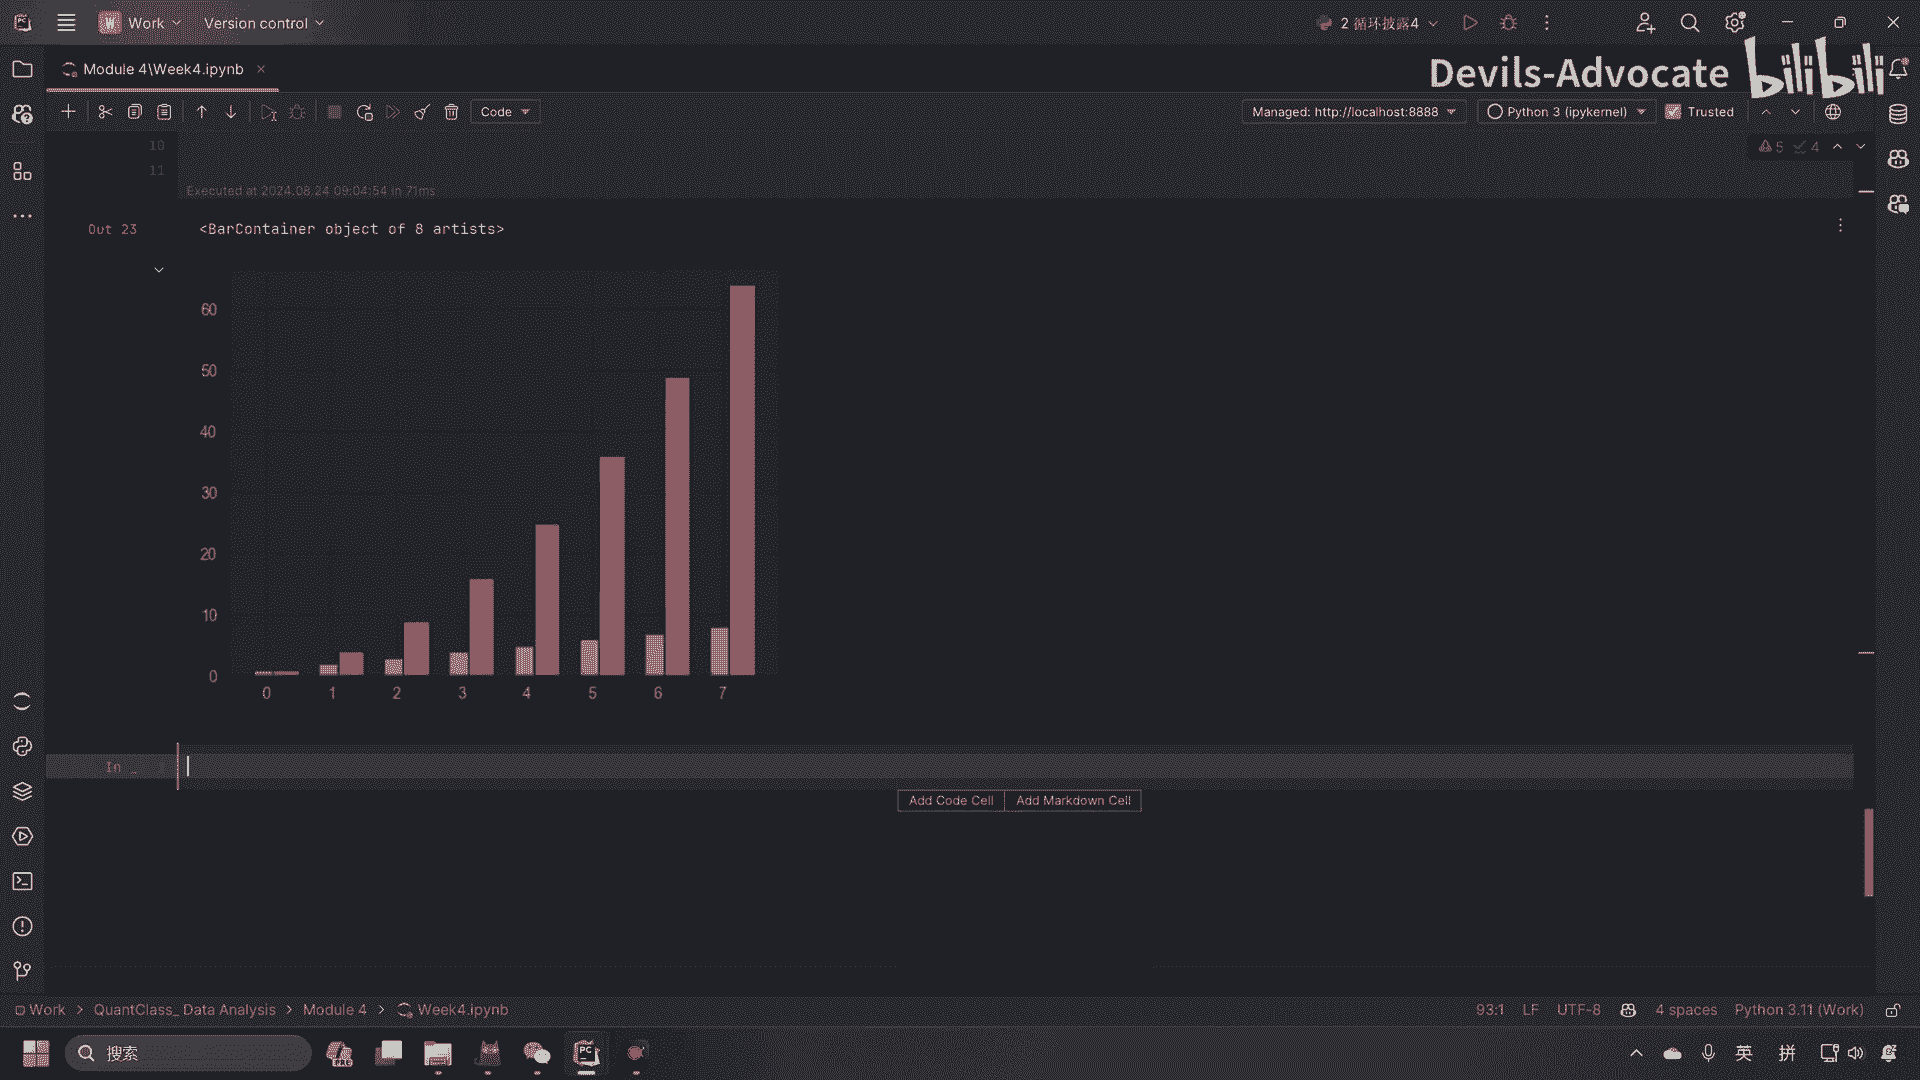 Work
Version control
2 循环披露4
Module 4\Week4.ipynb
Devils-Advocate bilibili
Code
Managed: http://localhost:8888
Python 3 (ipykernel)
Trusted
10
5
4
11
Executed at 2024.08.24 09:04:54 in 71ms
Out 23
<BarContainer object of 8 artists>
60
50
40
30
20
10
0
0 1 2 3 4 5 6 7
In _
Add Code Cell
Add Markdown Cell
Work > QuantClass_ Data Analysis > Module 4 > Week4.ipynb
93:1 LF UTF-8 4 spaces Python 3.11 (Work)
搜索
英
拼